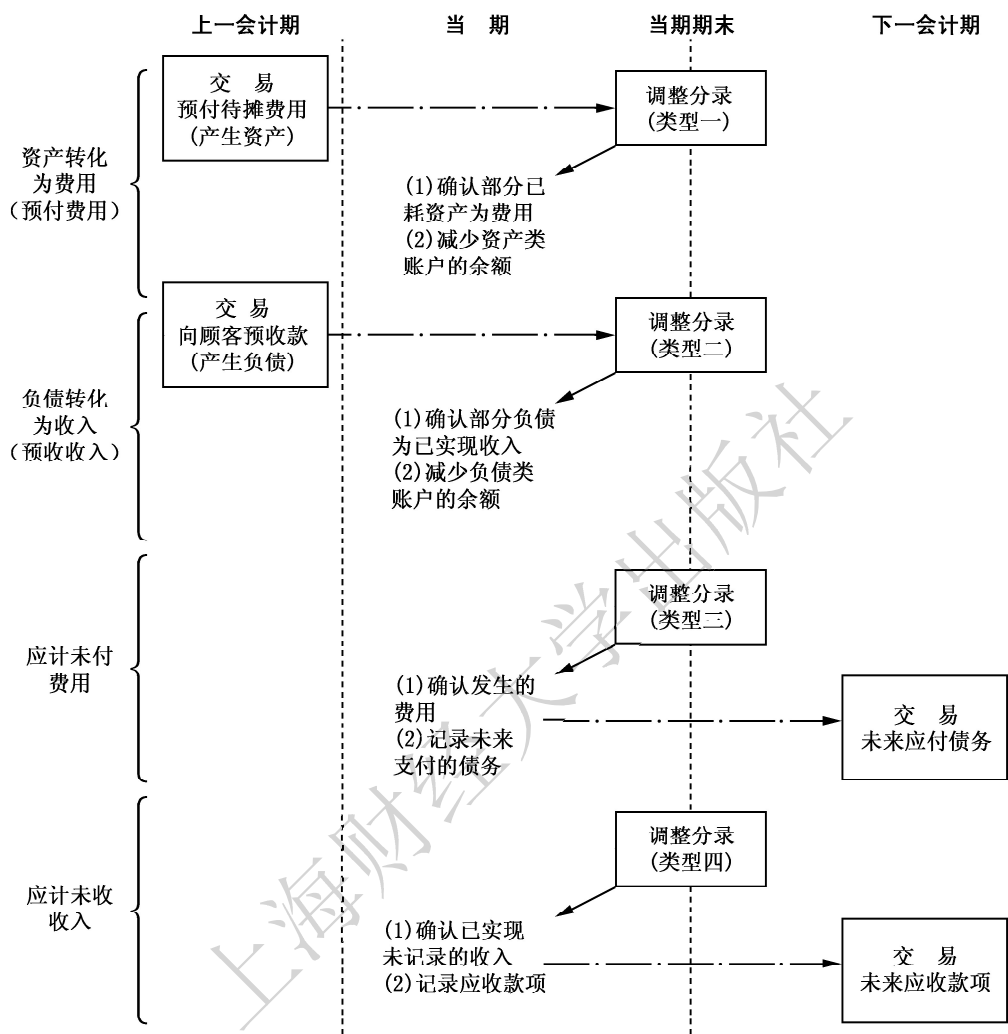 上一会计期 当 期 当期期末 下一会计期
资产转化
为费用
（预付费用）
交 易
预付待摊费用
(产生资产)
调整分录
(类型一)
(1)确认部分已
耗资产为费用
(2)减少资产类
账户的余额
负债转化
为收入
（预收收入）
交 易
向顾客预收款
(产生负债)
调整分录
(类型二)
(1)确认部分负债
为已实现收入
(2)减少负债类
账户的余额
应计未付
费用
调整分录
(类型三)
(1)确认发生的
费用
(2)记录未来
支付的债务
交 易
未来应付债务
应计未收
收入
调整分录
(类型四)
(1)确认已实现
未记录的收入
(2)记录应收款项
交 易
未来应收款项
上海财经大学出版社